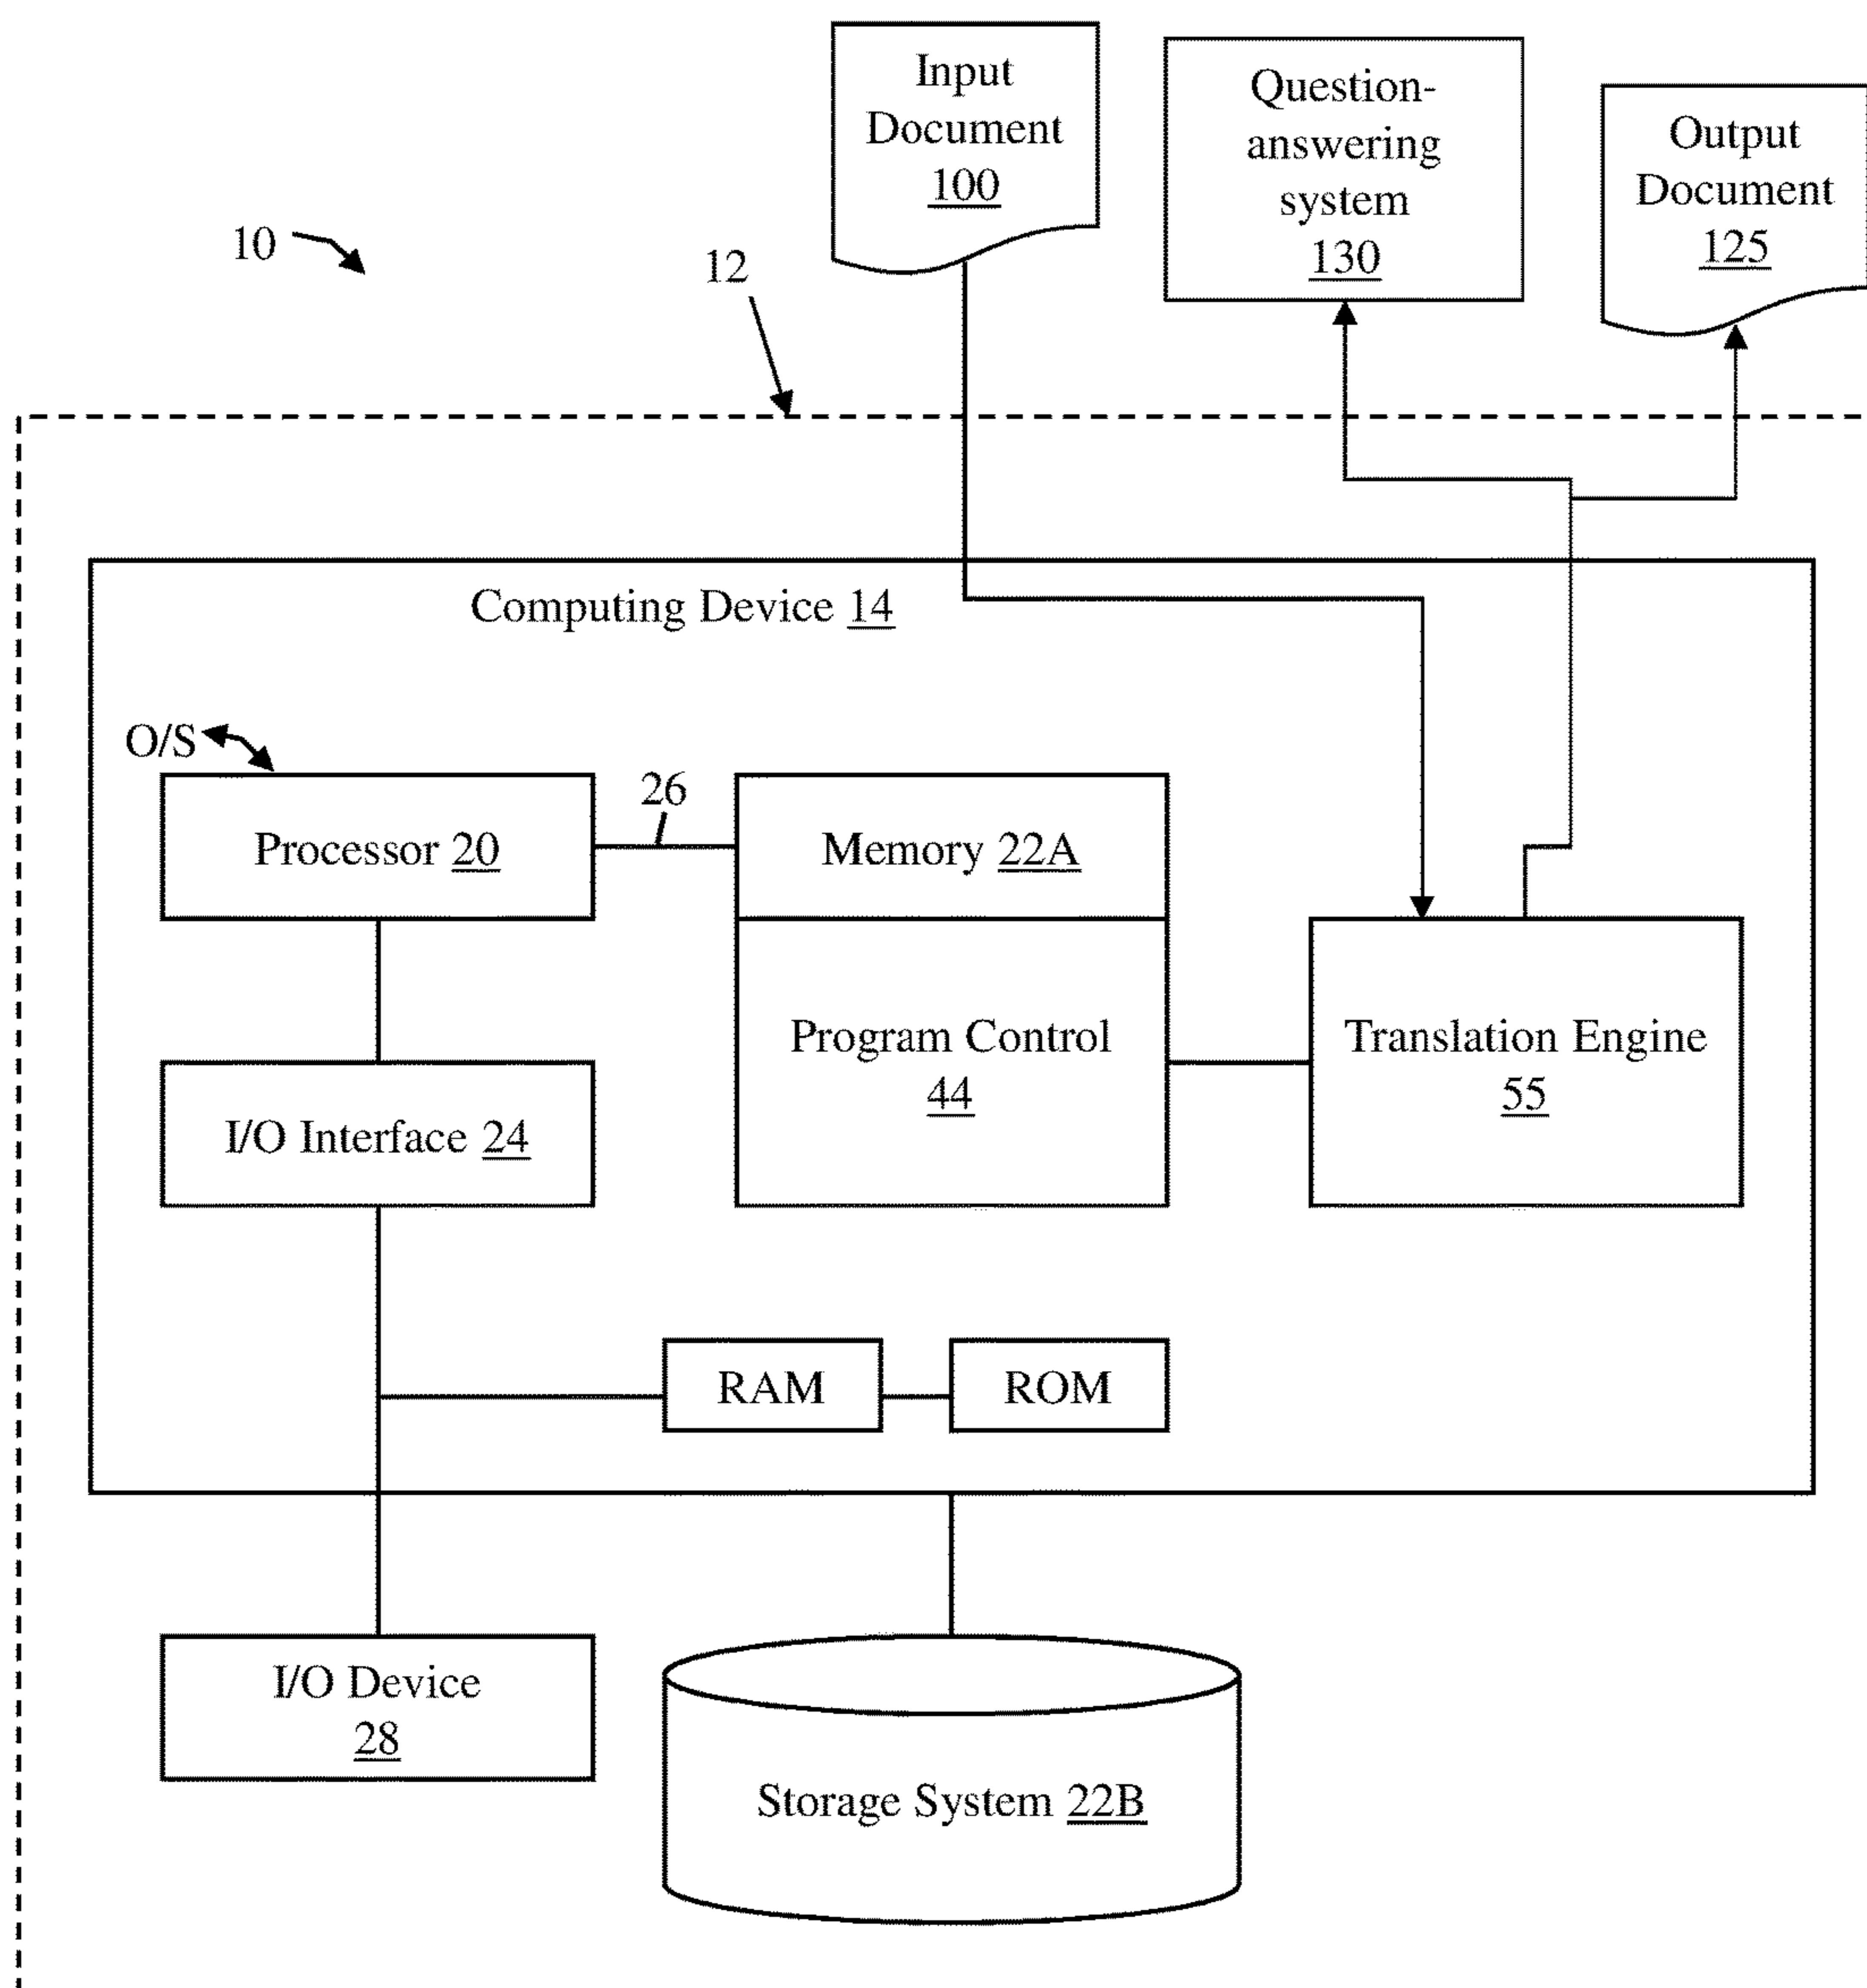 Input
Document
100
Question-
answering
system
130
Output
Document
125
10
12
Computing Device 14
O/S
26
Processor 20
Memory 22A
Program Control
44
Translation Engine
55
I/O Interface 24
RAM
ROM
I/O Device
28
Storage System 22B